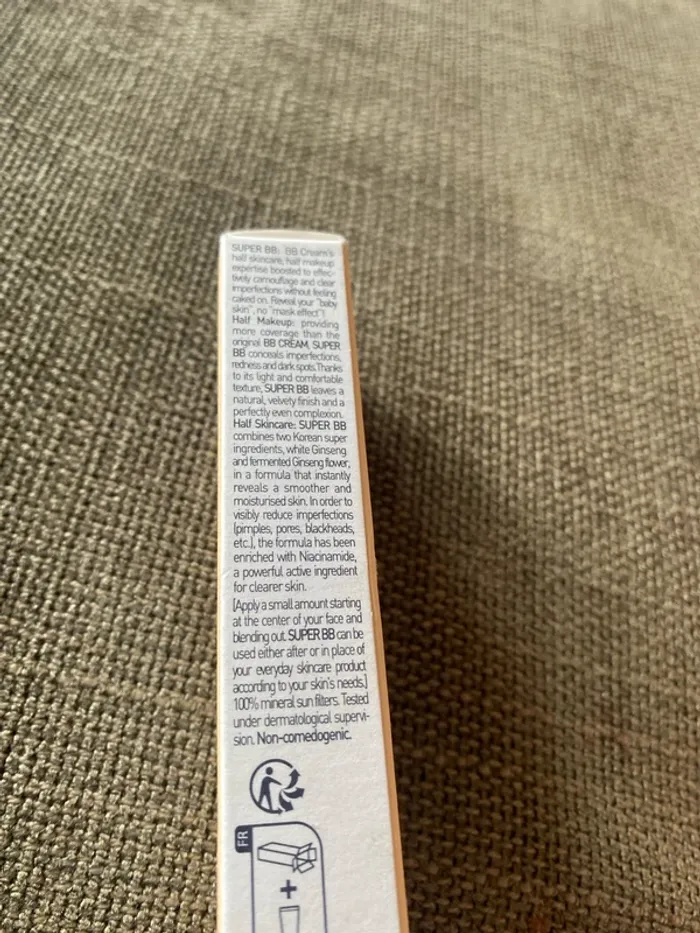 SUPER BB: BB Cream's
half skincare, half makeup
expertise boosted to effec-
tively camouflage and clear
imperfections without feeling
caked on. Reveal your "baby
skin", no "mask effect"!
Half Makeup: providing
more coverage than the
original BB CREAM, SUPER
BB conceals imperfections,
redness and dark spots. Thanks
to its light and comfortable
texture, SUPER BB leaves a
natural, velvety finish and a
perfectly even complexion.
Half Skincare: SUPER BB
combines two Korean super
ingredients, white Ginseng
and fermented Ginseng flower,
in a formula that instantly
reveals a smoother and
moisturised skin. In order to
visibly reduce imperfections
(pimples, pores, blackheads,
etc.), the formula has been
enriched with Niacinamide,
a powerful active ingredient
for clearer skin.
[Apply a small amount starting
at the center of your face and
blending out. SUPER BB can be
used either after or in place of
your everyday skincare product
according to your skin's needs.]
100% mineral sun filters. Tested
under dermatological supervi-
sion. Non-comedogenic.
FR
+